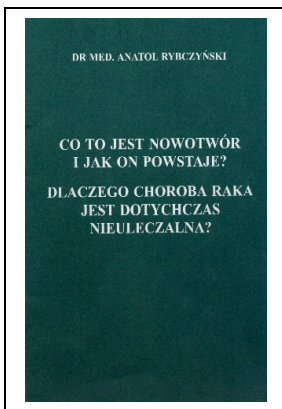 DR MED. ANATOL RYBCZYŃSKI
CO TO JEST NOWOTWÓR
I JAK ON POWSTAJE?
DLACZEGO CHOROBA RAKA
JEST DOTYCHCZAS
NIEULECZALNA?